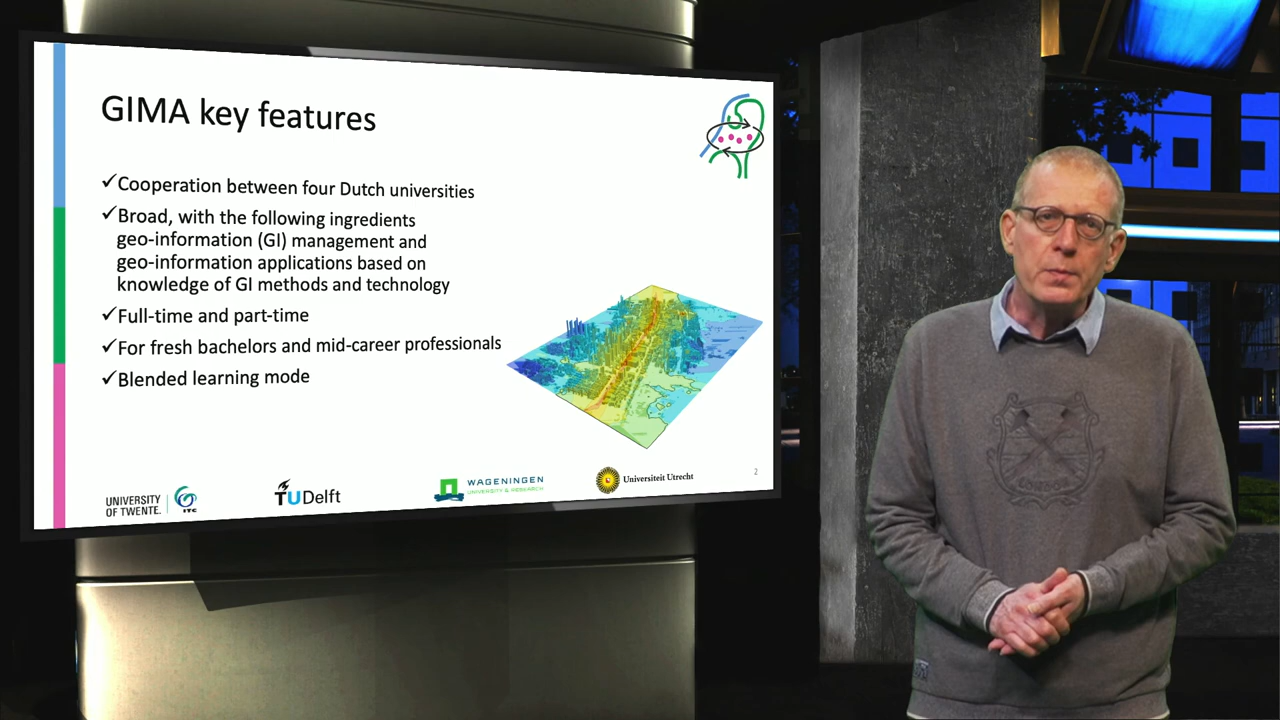 GIMA key features
✓Cooperation between four Dutch universities
✓Broad, with the following ingredients
geo-information (GI) management and
geo-information applications based on
knowledge of GI methods and technology
✓Full-time and part-time
✓For fresh bachelors and mid-career professionals
✓Blended learning mode
2
UNIVERSITY
OF TWENTE.
ITC
TUDelft
WAGENINGEN
UNIVERSITY & RESEARCH
Universiteit Utrecht